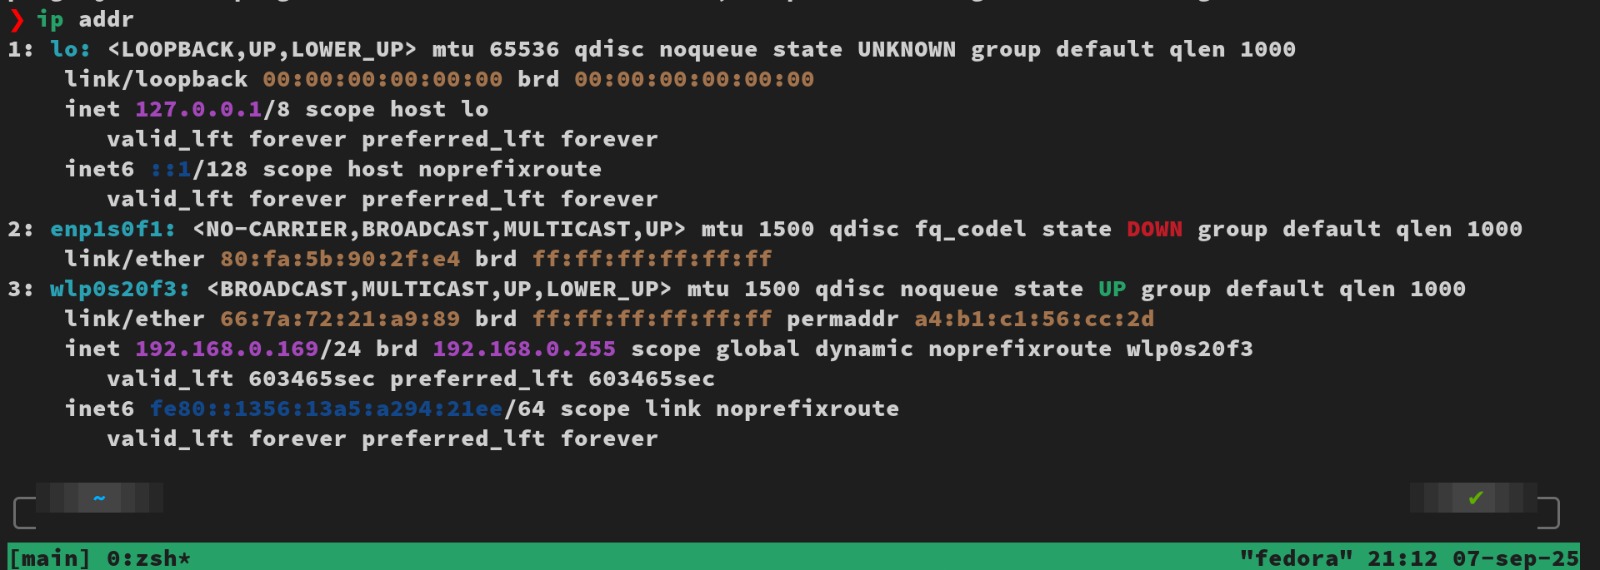 ❯ ip addr
1: lo: <LOOPBACK,UP,LOWER_UP> mtu 65536 qdisc noqueue state UNKNOWN group default qlen 1000
    link/loopback 00:00:00:00:00:00 brd 00:00:00:00:00:00
    inet 127.0.0.1/8 scope host lo
       valid_lft forever preferred_lft forever
    inet6 ::1/128 scope host noprefixroute
       valid_lft forever preferred_lft forever
2: enp1s0f1: <NO-CARRIER,BROADCAST,MULTICAST,UP> mtu 1500 qdisc fq_codel state DOWN group default qlen 1000
    link/ether 80:fa:5b:90:2f:e4 brd ff:ff:ff:ff:ff:ff
3: wlp0s20f3: <BROADCAST,MULTICAST,UP,LOWER_UP> mtu 1500 qdisc noqueue state UP group default qlen 1000
    link/ether 66:7a:72:21:a9:89 brd ff:ff:ff:ff:ff:ff permaddr a4:b1:c1:56:cc:2d
    inet 192.168.0.169/24 brd 192.168.0.255 scope global dynamic noprefixroute wlp0s20f3
       valid_lft 603465sec preferred_lft 603465sec
    inet6 fe80::1356:13a5:a294:21ee/64 scope link noprefixroute
       valid_lft forever preferred_lft forever
~ ✔
[main] 0:zsh* "fedora" 21:12 07-sep-25